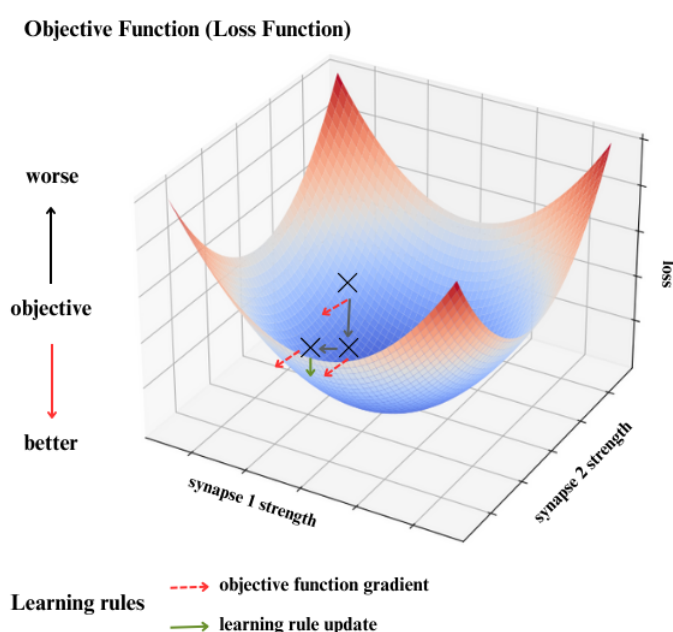 Objective Function (Loss Function)
worse
objective
better
loss
synapse 1 strength
synapse 2 strength
Learning rules
objective function gradient
learning rule update